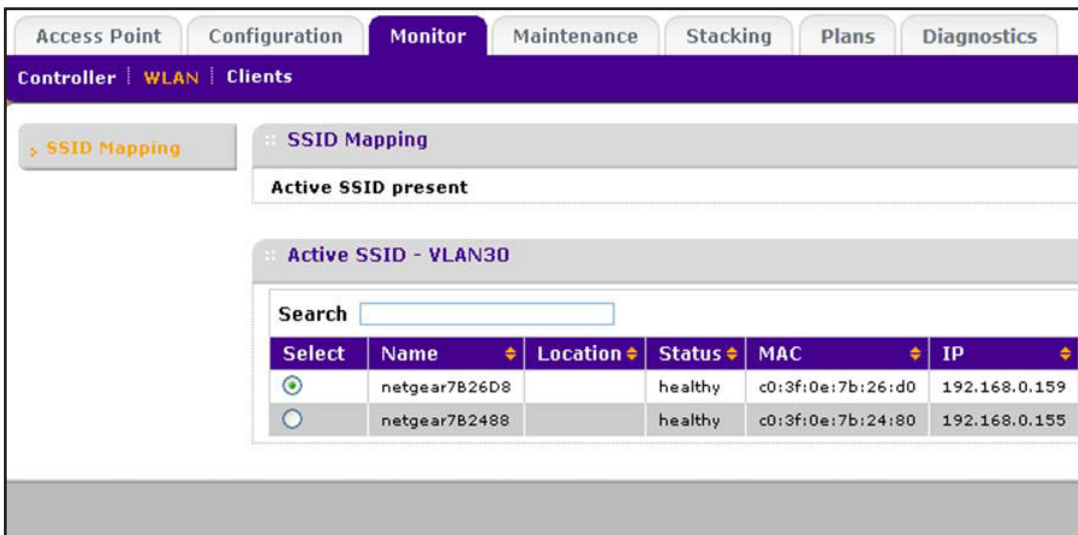 Access Point Configuration Monitor Maintenance Stacking Plans Diagnostics
Controller WLAN Clients
SSID Mapping
SSID Mapping
Active SSID present
Active SSID - VLAN30
Search
Select Name Location Status MAC IP
netgear7B26D8 healthy c0:3f:0e:7b:26:d0 192.168.0.159
netgear7B2488 healthy c0:3f:0e:7b:24:80 192.168.0.155